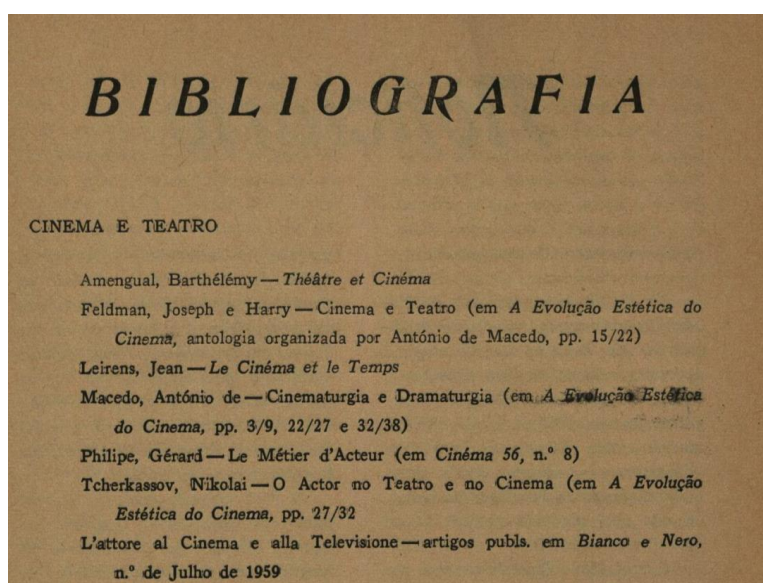 BIBLIOGRAFIA
CINEMA E TEATRO
Amengual, Barthélémy — Théâtre et Cinéma
Feldman, Joseph e Harry — Cinema e Teatro (em A Evolução Estética do
Cinema, antologia organizada por António de Macedo, pp. 15/22)
Leirens, Jean — Le Cinéma et le Temps
Macedo, António de — Cinematurgia e Dramaturgia (em A Evolução Estética
do Cinema, pp. 3/9, 22/27 e 32/38)
Philipe, Gérard — Le Métier d'Acteur (em Cinéma 56, n.º 8)
Tcherkassov, Nikolai — O Actor no Teatro e no Cinema (em A Evolução
Estética do Cinema, pp. 27/32
L'attore al Cinema e alla Televisione — artigos publs. em Bianco e Nero,
n.º de Julho de 1959